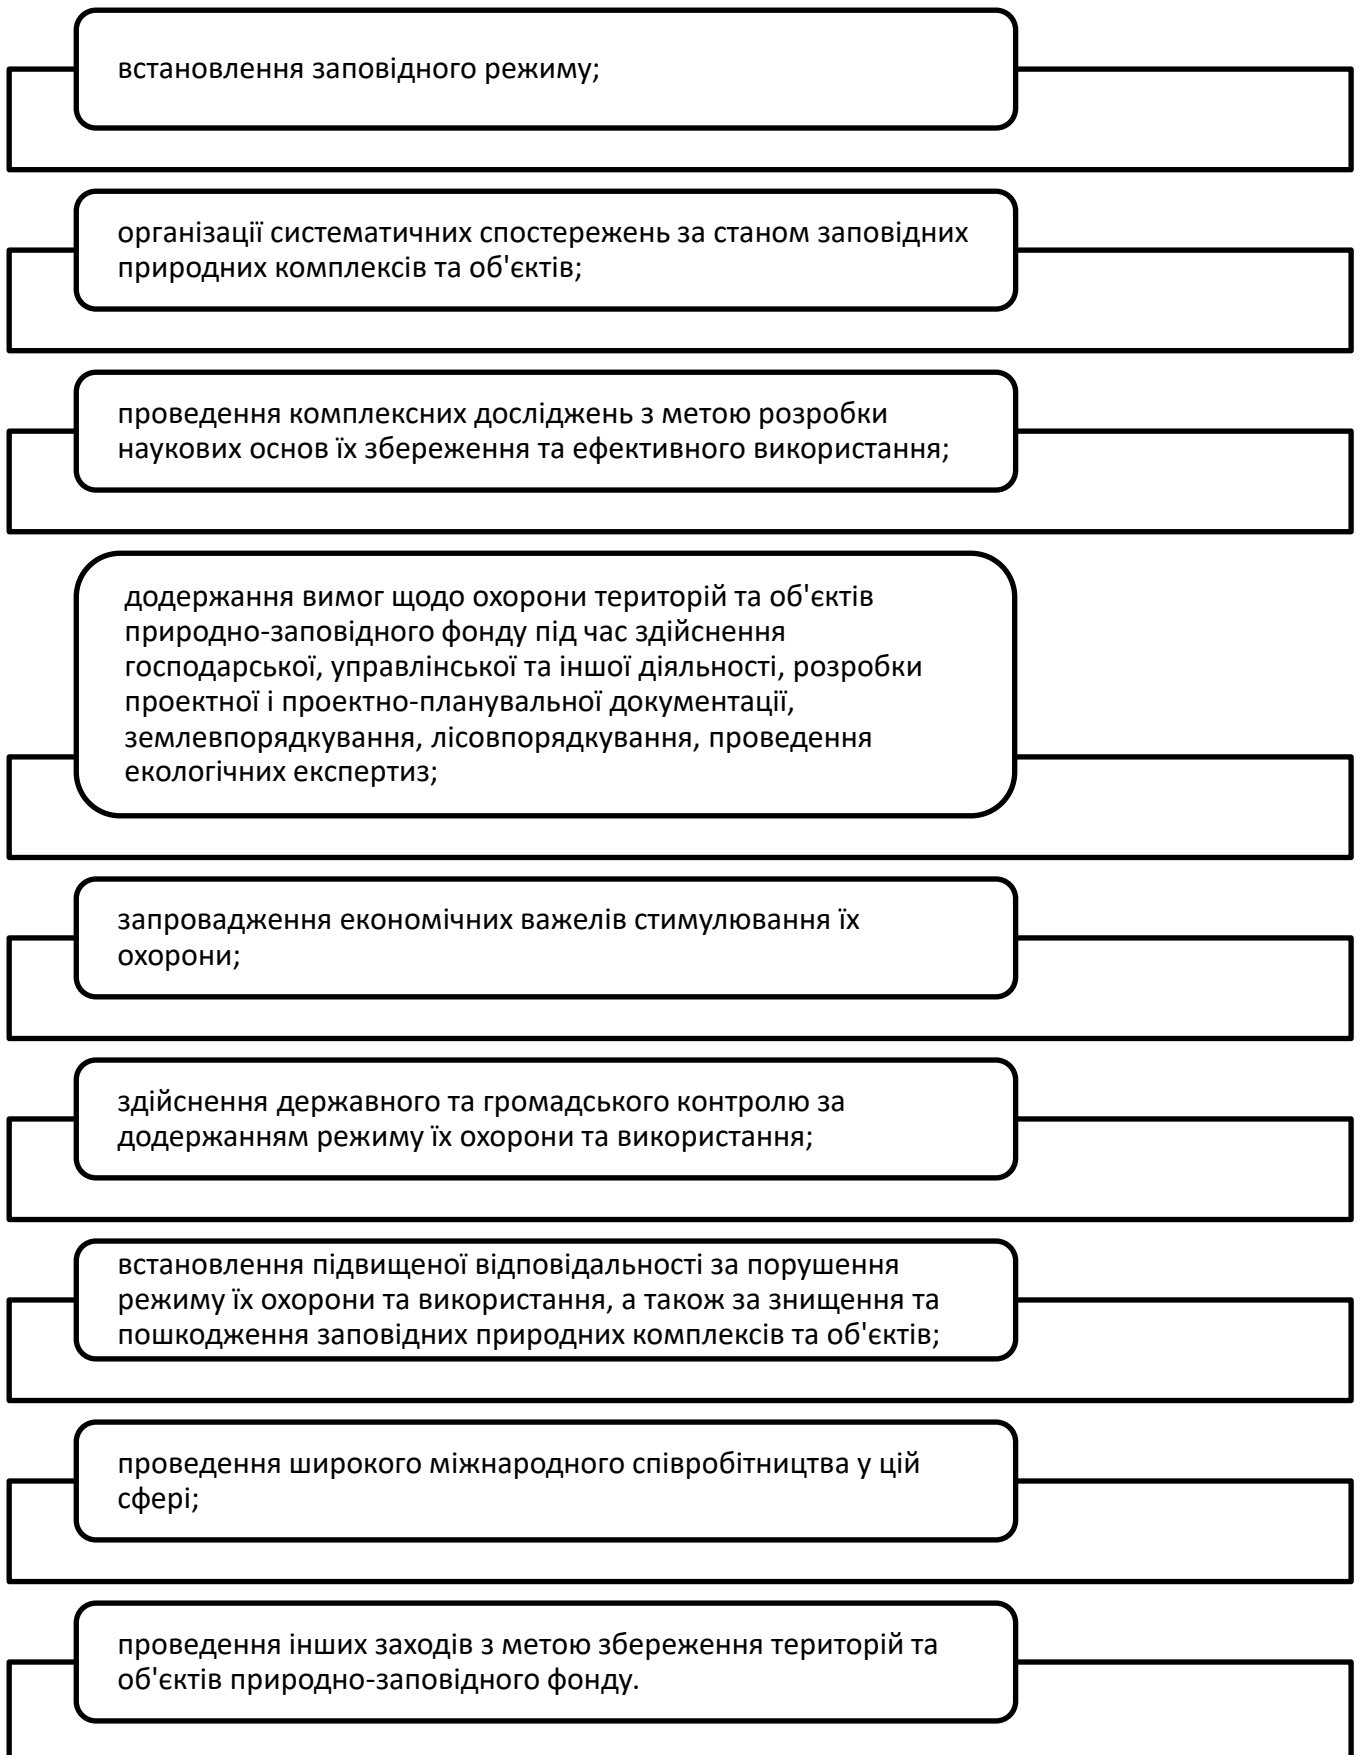 встановлення заповідного режиму;
організації систематичних спостережень за станом заповідних
природних комплексів та об'єктів;
проведення комплексних досліджень з метою розробки
наукових основ їх збереження та ефективного використання;
додержання вимог щодо охорони територій та об'єктів
природно-заповідного фонду під час здійснення
господарської, управлінської та іншої діяльності, розробки
проектної і проектно-планувальної документації,
землевпорядкування, лісовпорядкування, проведення
екологічних експертиз;
запровадження економічних важелів стимулювання їх
охорони;
здійснення державного та громадського контролю за
додержанням режиму їх охорони та використання;
встановлення підвищеної відповідальності за порушення
режиму їх охорони та використання, а також за знищення та
пошкодження заповідних природних комплексів та об'єктів;
проведення широкого міжнародного співробітництва у цій
сфері;
проведення інших заходів з метою збереження територій та
об'єктів природно-заповідного фонду.